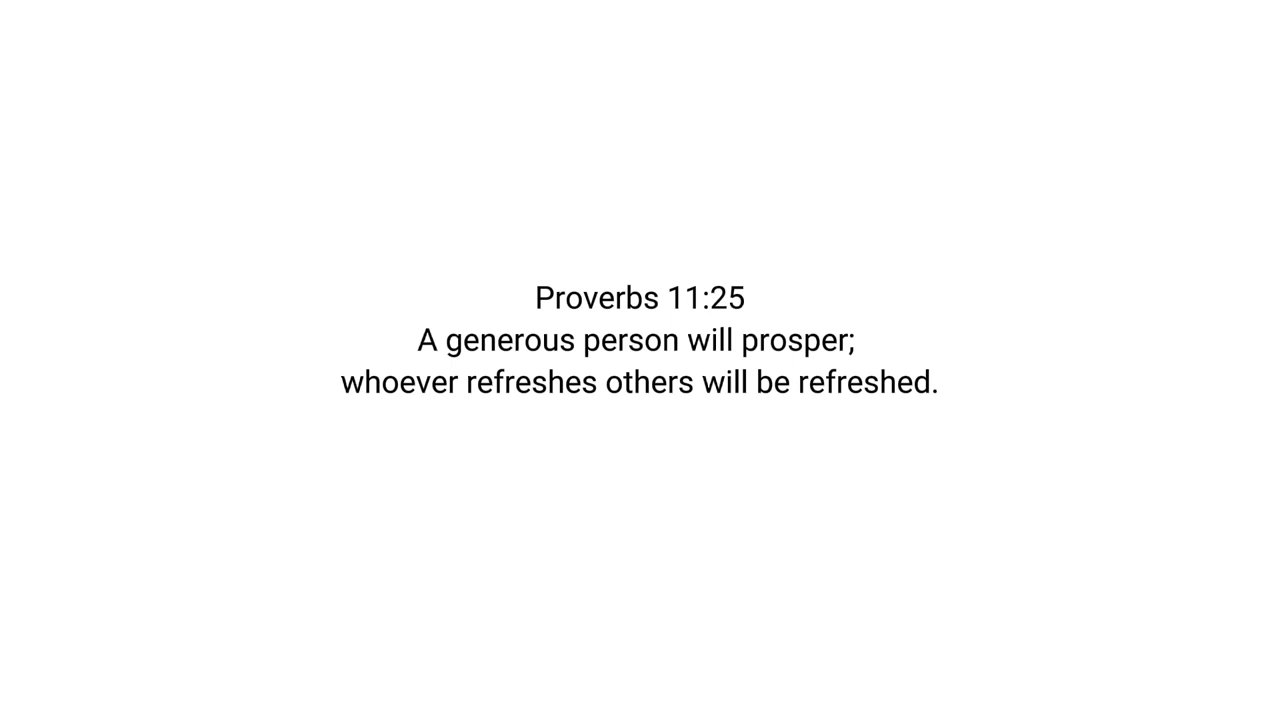 Proverbs 11:25
A generous person will prosper;
whoever refreshes others will be refreshed.